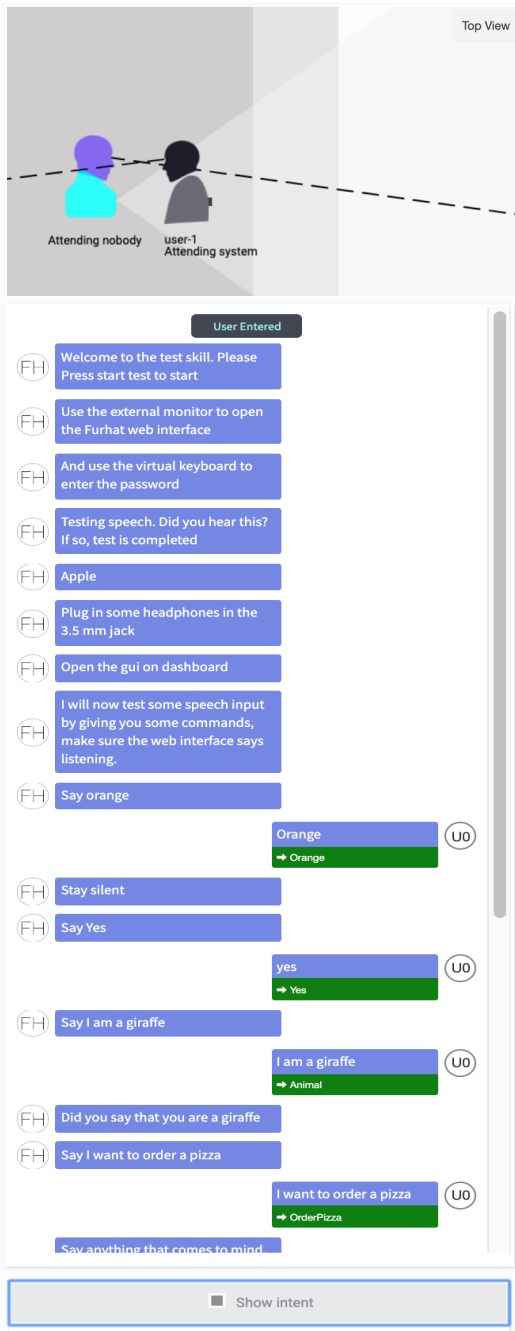 Top View
Attending nobody
user-1
Attending system
User Entered
FH
Welcome to the test skill. Please
Press start test to start
FH
Use the external monitor to open
the Furhat web interface
FH
And use the virtual keyboard to
enter the password
FH
Testing speech. Did you hear this?
If so, test is completed
FH
Apple
FH
Plug in some headphones in the
3.5 mm jack
FH
Open the gui on dashboard
FH
I will now test some speech input
by giving you some commands,
make sure the web interface says
listening.
FH
Say orange
Orange
➞ Orange
U0
FH
Stay silent
FH
Say Yes
yes
➞ Yes
U0
FH
Say I am a giraffe
I am a giraffe
➞ Animal
U0
FH
Did you say that you are a giraffe
FH
Say I want to order a pizza
I want to order a pizza
➞ OrderPizza
U0
Say anything that comes to mind
Show intent